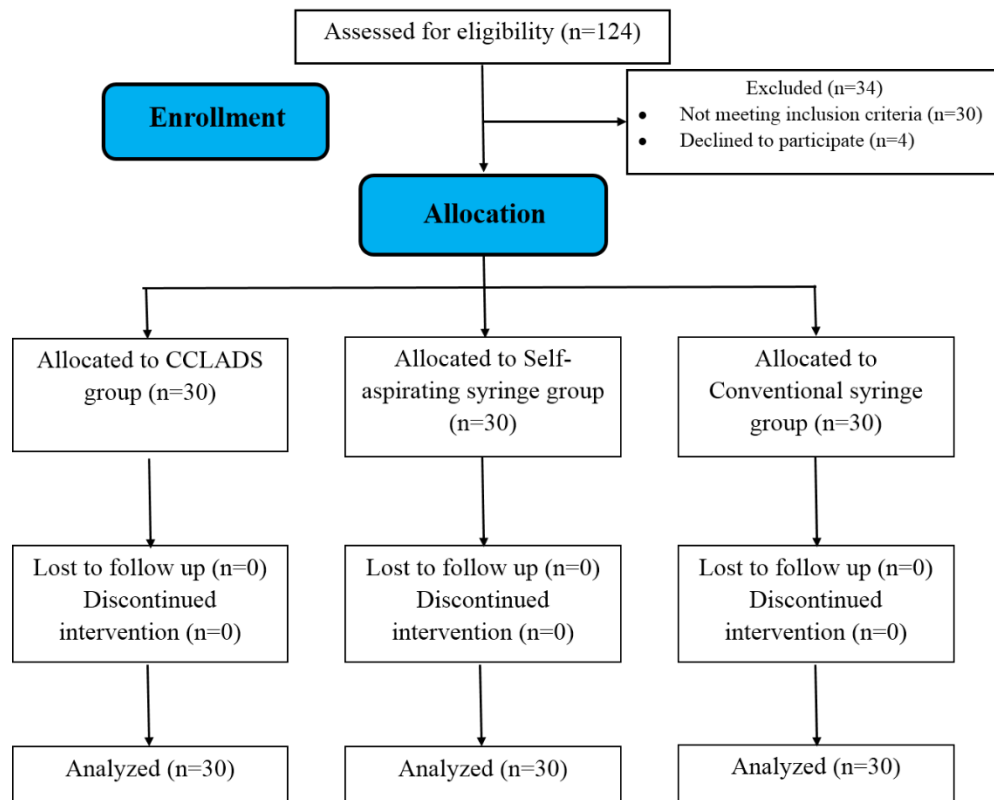 Assessed for eligibility (n=124)
Excluded (n=34)
• Not meeting inclusion criteria (n=30)
• Declined to participate (n=4)
Enrollment
Allocation
Allocated to CCLADS
group (n=30)
Allocated to Self-
aspirating syringe group
(n=30)
Allocated to
Conventional syringe
group (n=30)
Lost to follow up (n=0)
Discontinued
intervention (n=0)
Lost to follow up (n=0)
Discontinued
intervention (n=0)
Lost to follow up (n=0)
Discontinued
intervention (n=0)
Analyzed (n=30)
Analyzed (n=30)
Analyzed (n=30)